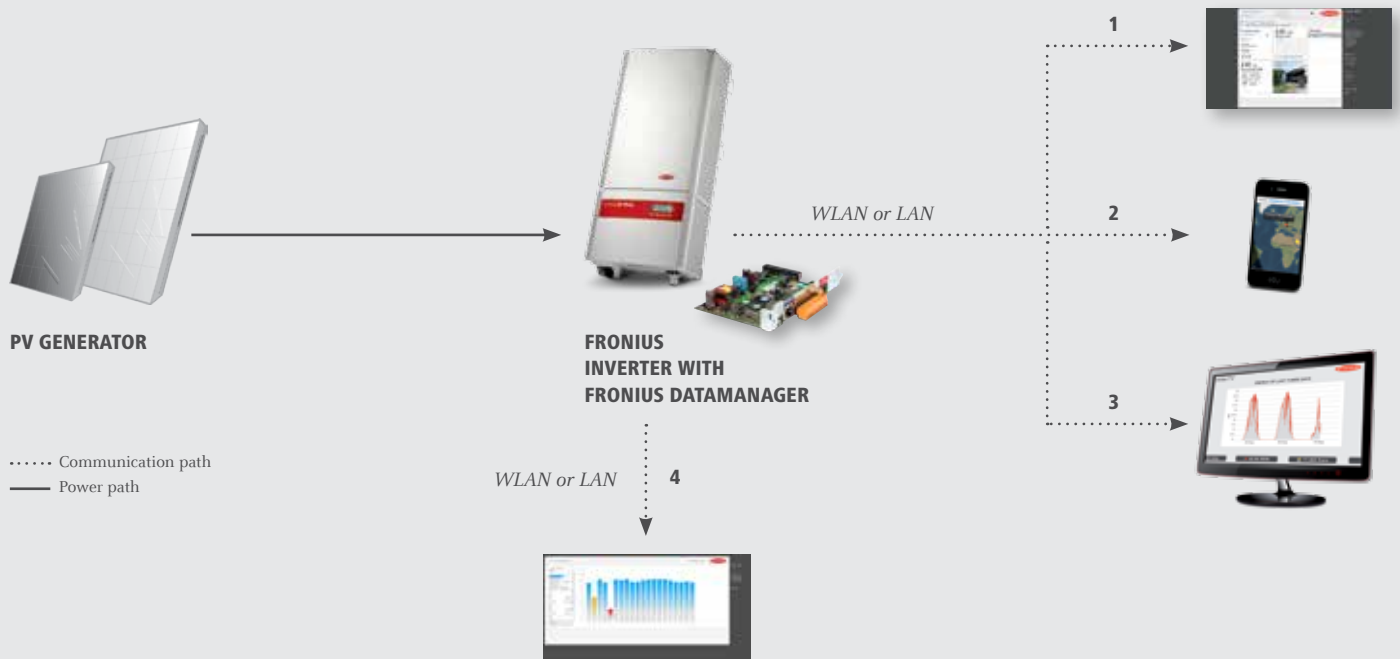 1
WLAN or LAN
2
PV GENERATOR
FRONIUS
INVERTER WITH
FRONIUS DATAMANAGER
3
Communication path
Power path
WLAN or LAN
4